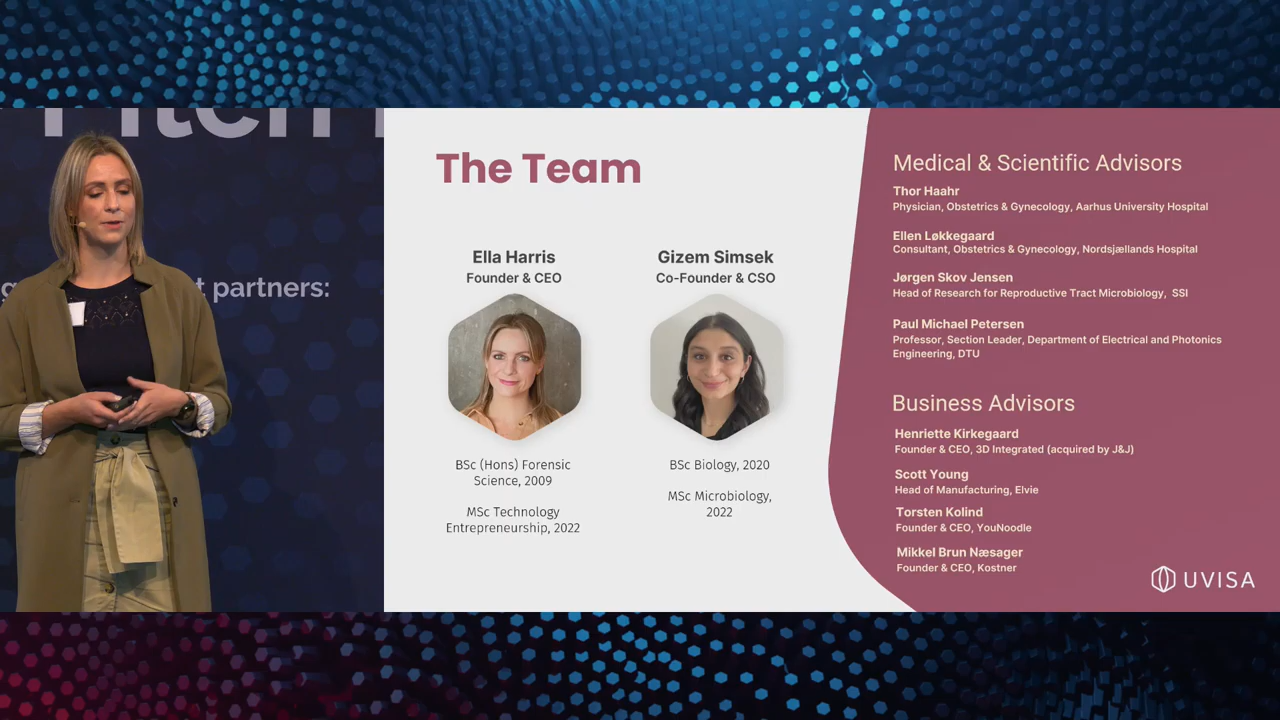 Pitch
t partners:
The Team
Ella Harris
Founder & CEO
BSc (Hons) Forensic
Science, 2009
MSc Technology
Entrepreneurship, 2022
Gizem Simsek
Co-Founder & CSO
BSc Biology, 2020
MSc Microbiology,
2022
Medical & Scientific Advisors
Thor Haahr
Physician, Obstetrics & Gynecology, Aarhus University Hospital
Ellen Løkkegaard
Consultant, Obstetrics & Gynecology, Nordsjællands Hospital
Jørgen Skov Jensen
Head of Research for Reproductive Tract Microbiology, SSI
Paul Michael Petersen
Professor, Section Leader, Department of Electrical and Photonics
Engineering, DTU
Business Advisors
Henriette Kirkegaard
Founder & CEO, 3D Integrated (acquired by J&J)
Scott Young
Head of Manufacturing, Elvie
Torsten Kolind
Founder & CEO, YouNoodle
Mikkel Brun Næsager
Founder & CEO, Kostner
UVISA